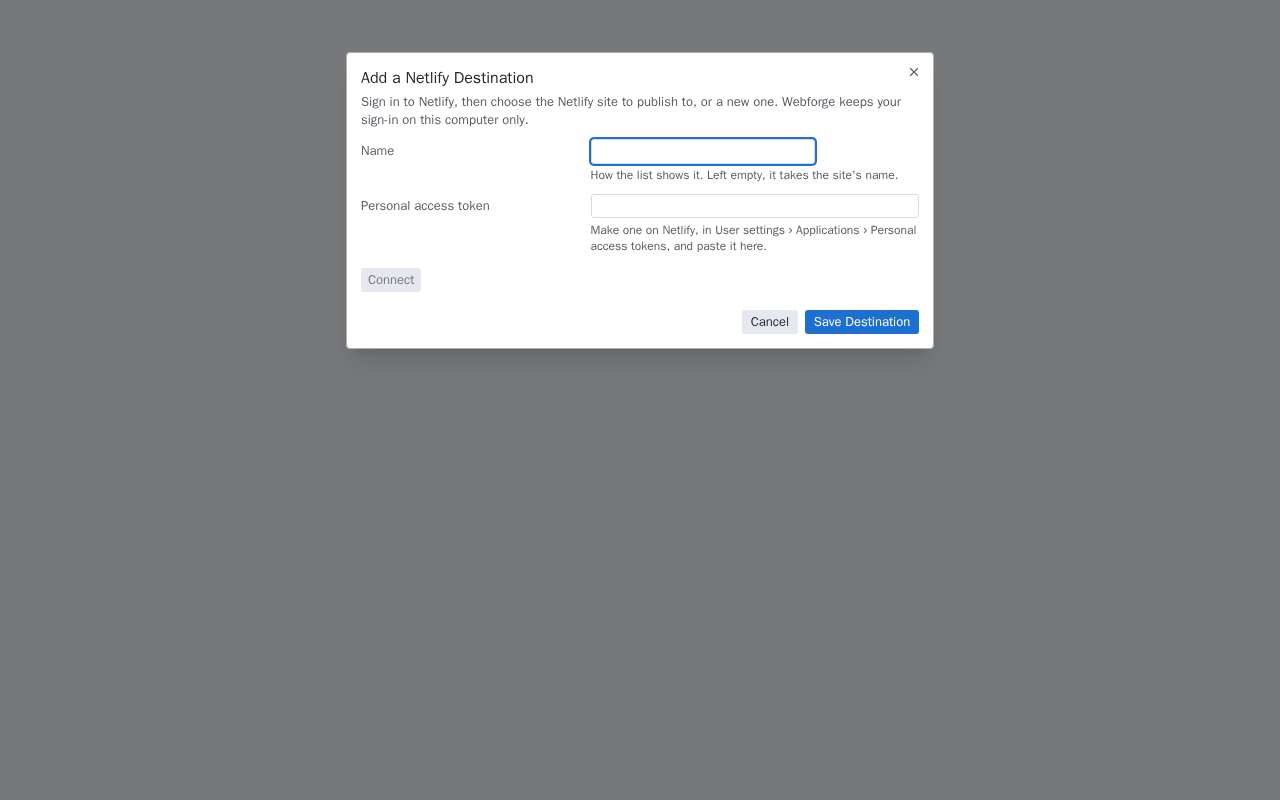 Add a Netlify Destination
Sign in to Netlify, then choose the Netlify site to publish to, or a new one. Webforge keeps your
sign-in on this computer only.
Name
How the list shows it. Left empty, it takes the site's name.
Personal access token
Make one on Netlify, in User settings › Applications › Personal
access tokens, and paste it here.
Connect
Cancel
Save Destination